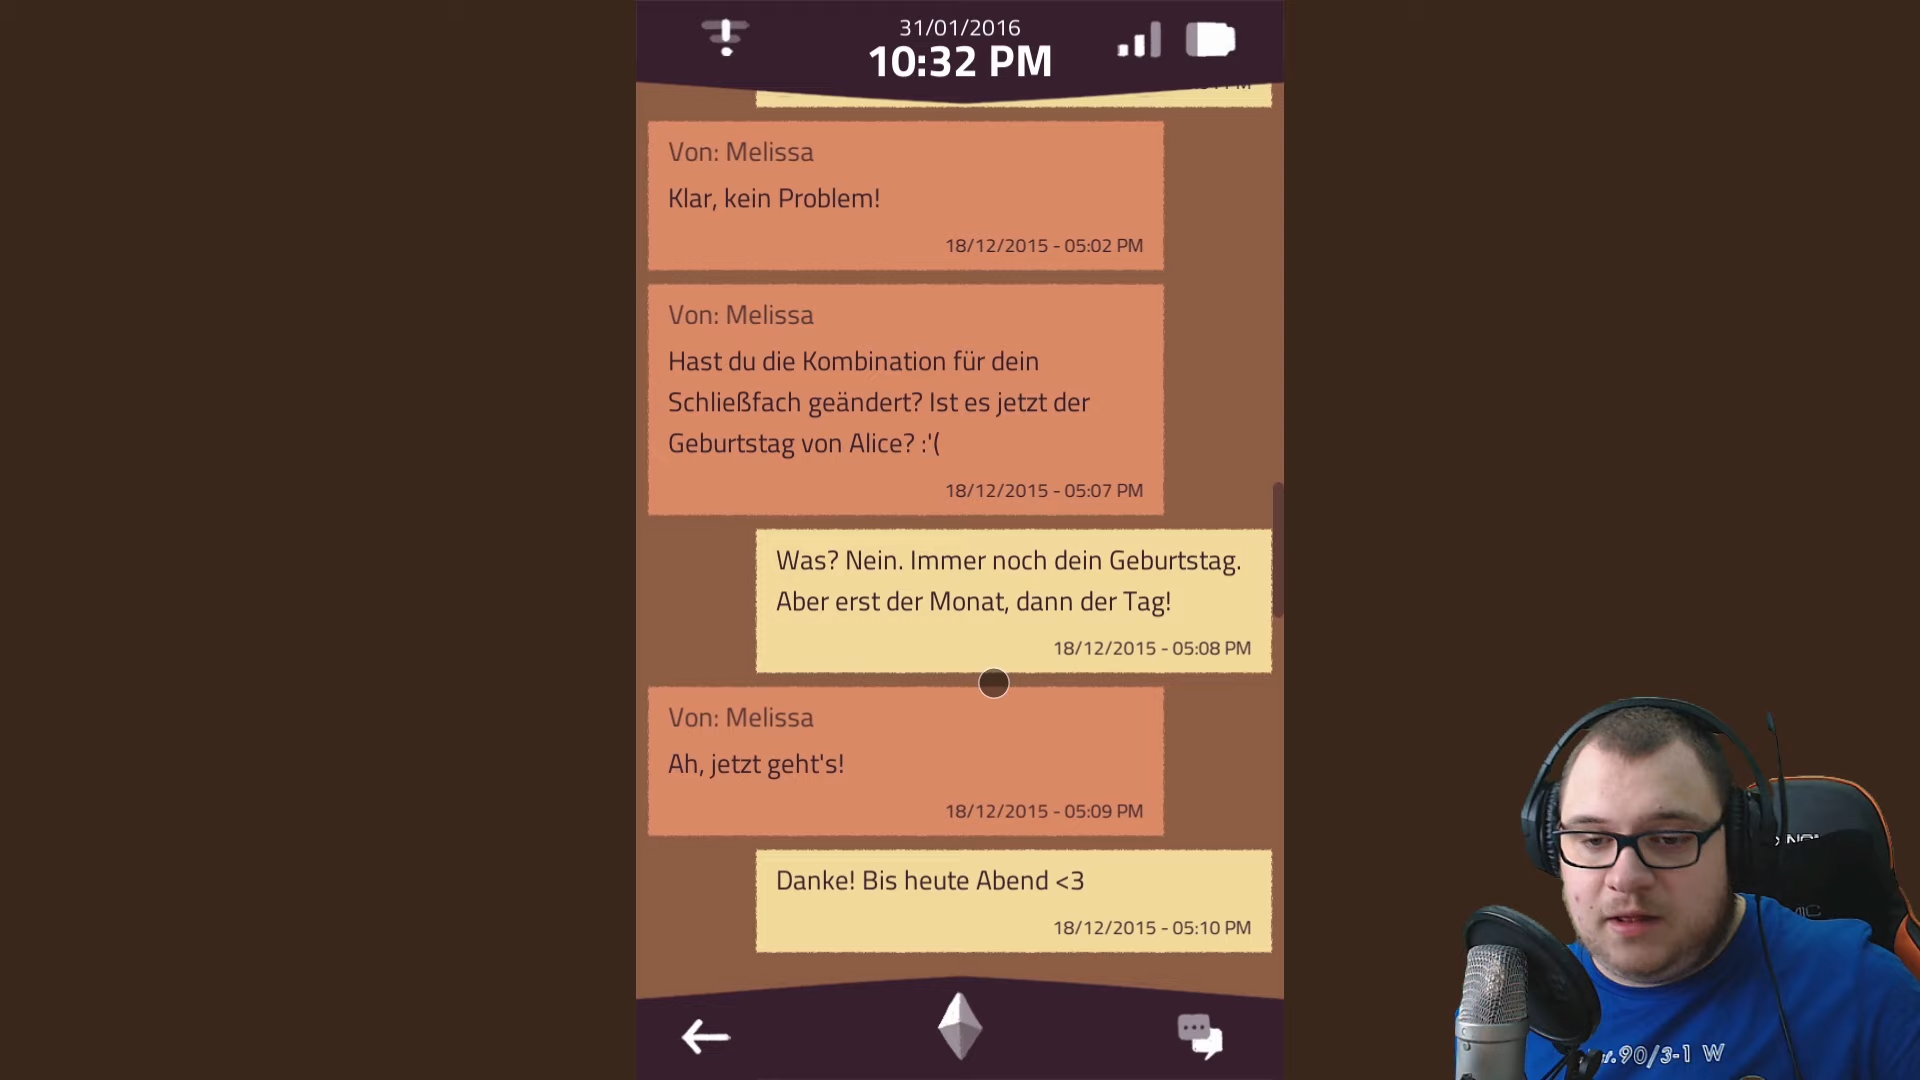 31/01/2016
10:32 PM
Von: Melissa
Klar, kein Problem!
18/12/2015 - 05:02 PM
Von: Melissa
Hast du die Kombination für dein
Schließfach geändert? Ist es jetzt der
Geburtstag von Alice? :'(
18/12/2015 - 05:07 PM
Was? Nein. Immer noch dein Geburtstag.
Aber erst der Monat, dann der Tag!
18/12/2015 - 05:08 PM
Von: Melissa
Ah, jetzt geht's!
18/12/2015 - 05:09 PM
Danke! Bis heute Abend <3
18/12/2015 - 05:10 PM
.90/3-1 W